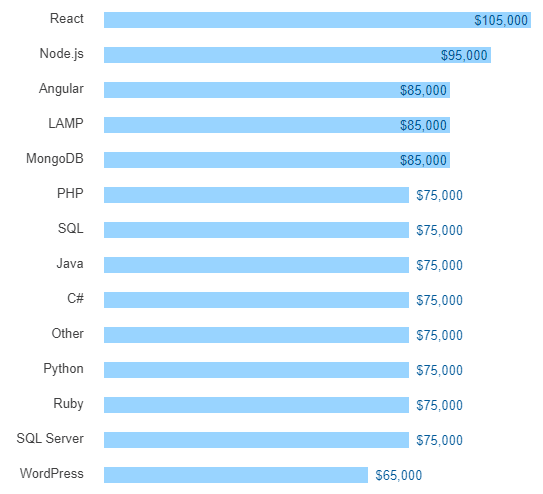 React $105,000
Node.js $95,000
Angular $85,000
LAMP $85,000
MongoDB $85,000
PHP $75,000
SQL $75,000
Java $75,000
C# $75,000
Other $75,000
Python $75,000
Ruby $75,000
SQL Server $75,000
WordPress $65,000